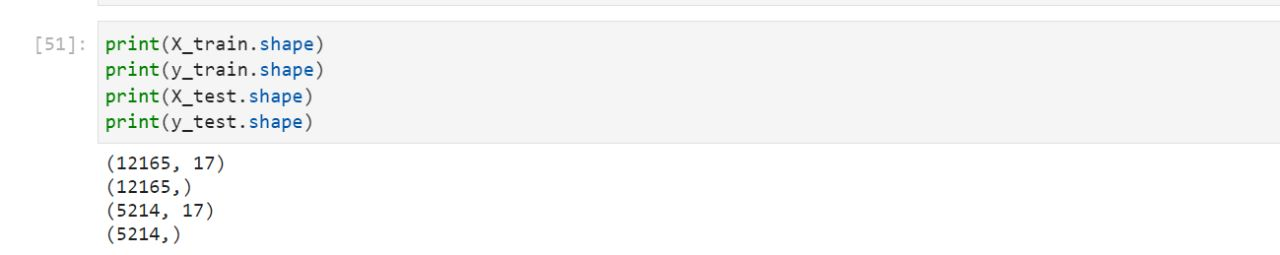 [51]: print(X_train.shape)
print(y_train.shape)
print(X_test.shape)
print(y_test.shape)
(12165, 17)
(12165,)
(5214, 17)
(5214,)